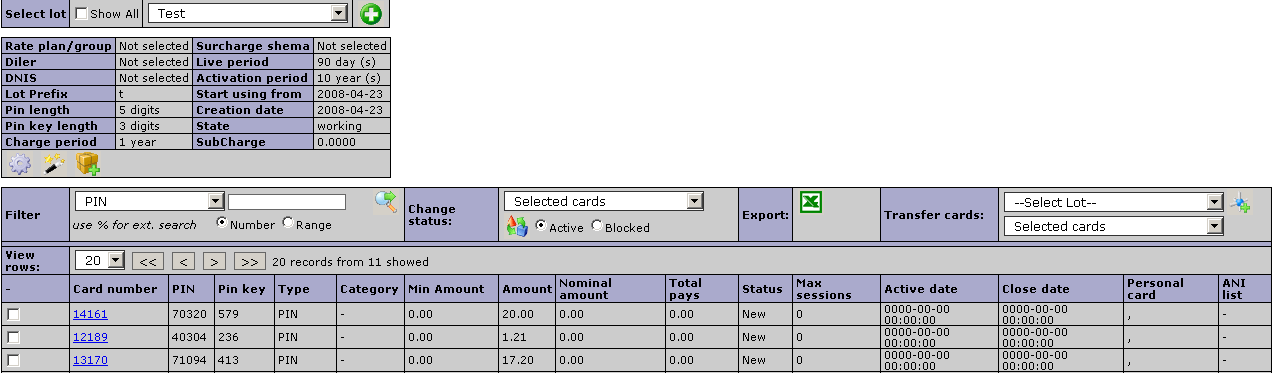 Select lot Show All Test
Rate plan/group Not selected Surcharge shema Not selected
Diler Not selected Live period 90 day (s)
DNIS Not selected Activation period 10 year (s)
Lot Prefix t Start using from 2008-04-23
Pin length 5 digits Creation date 2008-04-23
Pin key length 3 digits State working
Charge period 1 year SubCharge 0.0000
Filter PIN
use % for ext. search Number Range
Change status: Selected cards
Active Blocked
Export:
Transfer cards: --Select Lot--
Selected cards
View rows: 20 << < > >> 20 records from 11 showed
- Card number PIN Pin key Type Category Min Amount Amount Nominal amount Total pays Status Max sessions Active date Close date Personal card ANI list
14161 70320 579 PIN - 0.00 20.00 0.00 0.00 New 0 0000-00-00 00:00:00 0000-00-00 00:00:00 , -
12189 40304 236 PIN - 0.00 1.21 0.00 0.00 New 0 0000-00-00 00:00:00 0000-00-00 00:00:00 , -
13170 71094 413 PIN - 0.00 17.20 0.00 0.00 New 0 0000-00-00 00:00:00 0000-00-00 00:00:00 , -